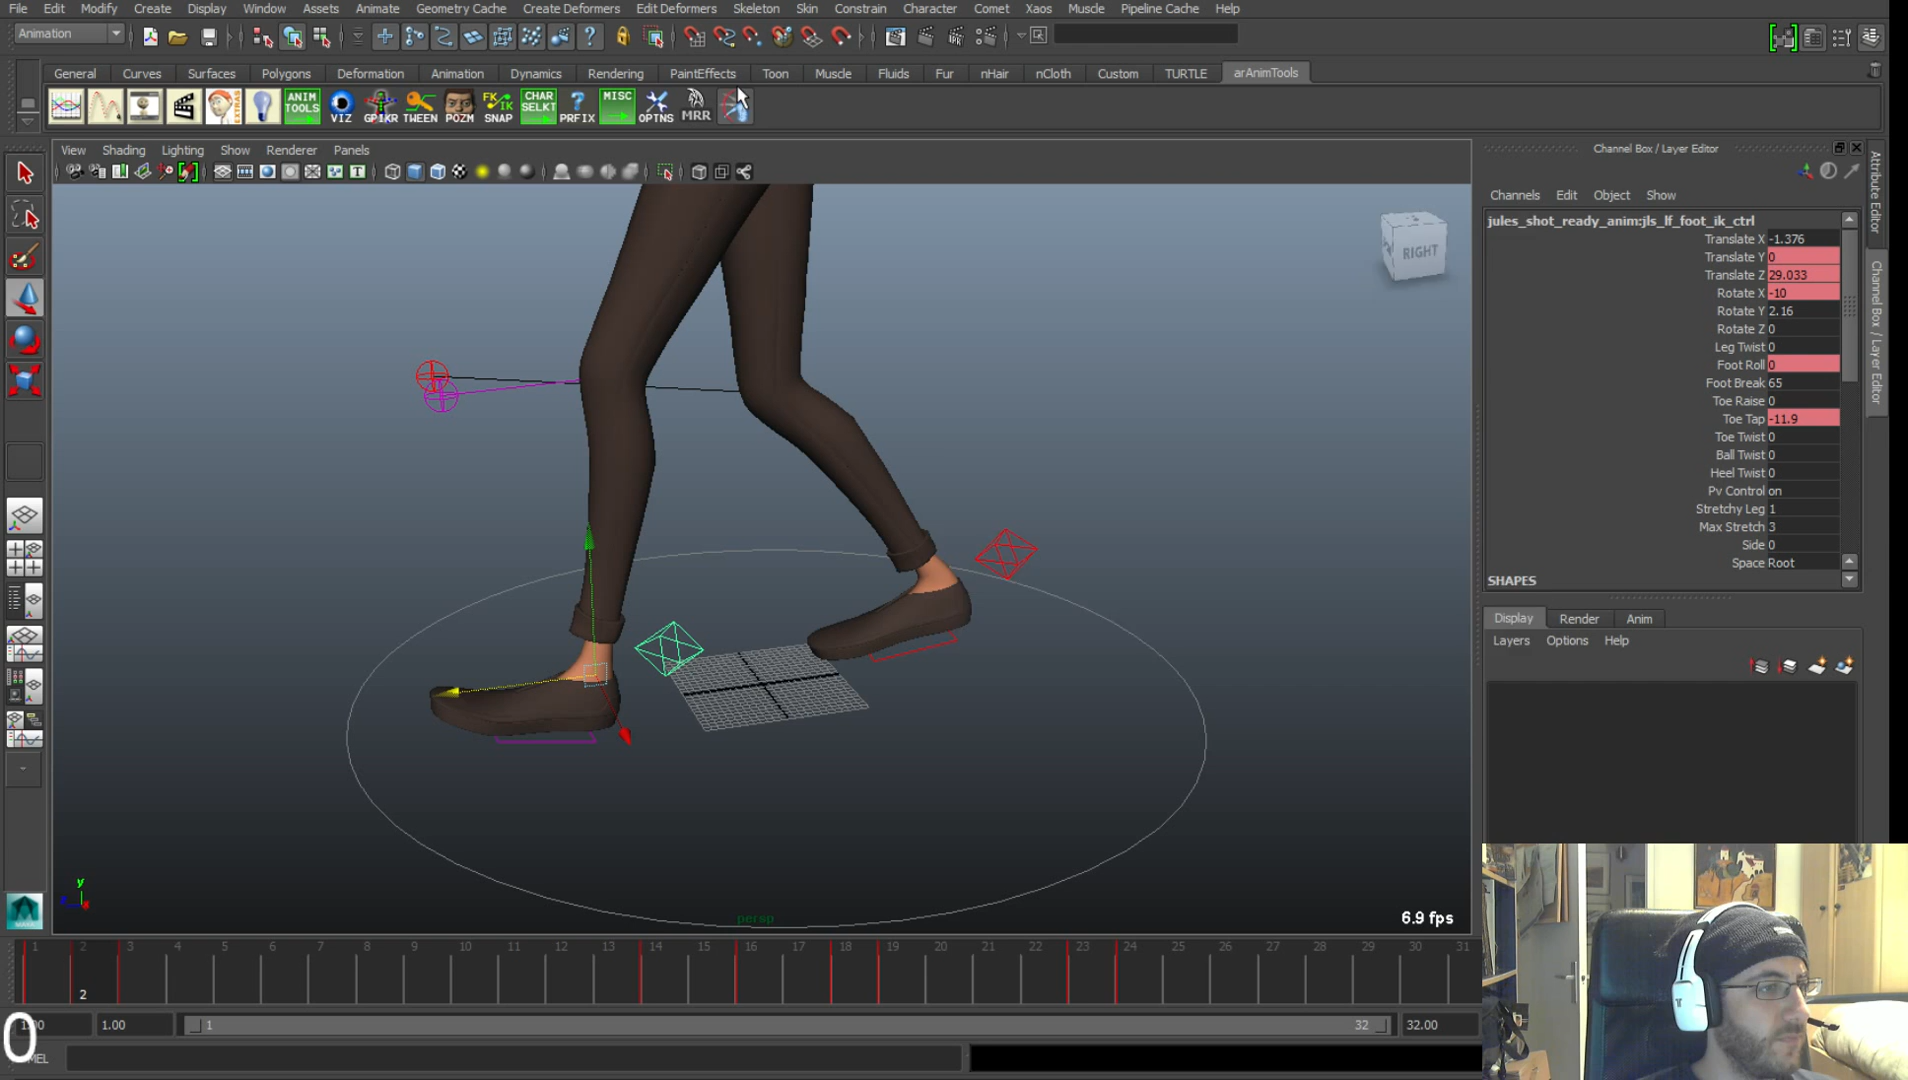 File Edit Modify Create Display Window Assets Animate Geometry Cache Create Deformers Edit Deformers Skeleton Skin Constrain Character Comet Xaos Muscle Pipeline Cache Help
Animation
General Curves Surfaces Polygons Deformation Animation Dynamics Rendering PaintEffects Toon Muscle Fluids Fur nHair nCloth Custom TURTLE arAnimTools
EXTRAS ANIM TOOLS VIZ GPIKR TWEEN POZM FK/IK SNAP CHAR SELKT PRFIX MISC OPTNS MRR
View Shading Lighting Show Renderer Panels
Channel Box / Layer Editor
Channels Edit Object Show
jules_shot_ready_anim:jls_lf_foot_ik_ctrl
Translate X -1.376
Translate Y 0
Translate Z 29.033
Rotate X -10
Rotate Y 2.16
Rotate Z 0
Leg Twist 0
Foot Roll 0
Foot Break 65
Toe Raise 0
Toe Tap -11.9
Toe Twist 0
Ball Twist 0
Heel Twist 0
Pv Control on
Stretchy Leg 1
Max Stretch 3
Side 0
Space Root
SHAPES
Display Render Anim
Layers Options Help
Attribute Editor
Channel Box / Layer Editor
RIGHT
y
persp
6.9 fps
1 2 3 4 5 6 7 8 9 10 11 12 13 14 15 16 17 18 19 20 21 22 23 24 25 26 27 28 29 30 31
2
1.00 1 32 32.00
0